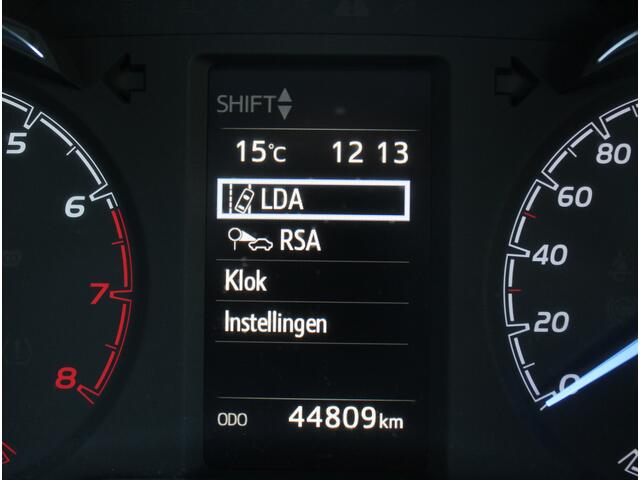 SHIFT
15°C 12 13
LDA
RSA
Klok
Instellingen
ODO 44809km
5
6
7
8
80
60
40
20
0